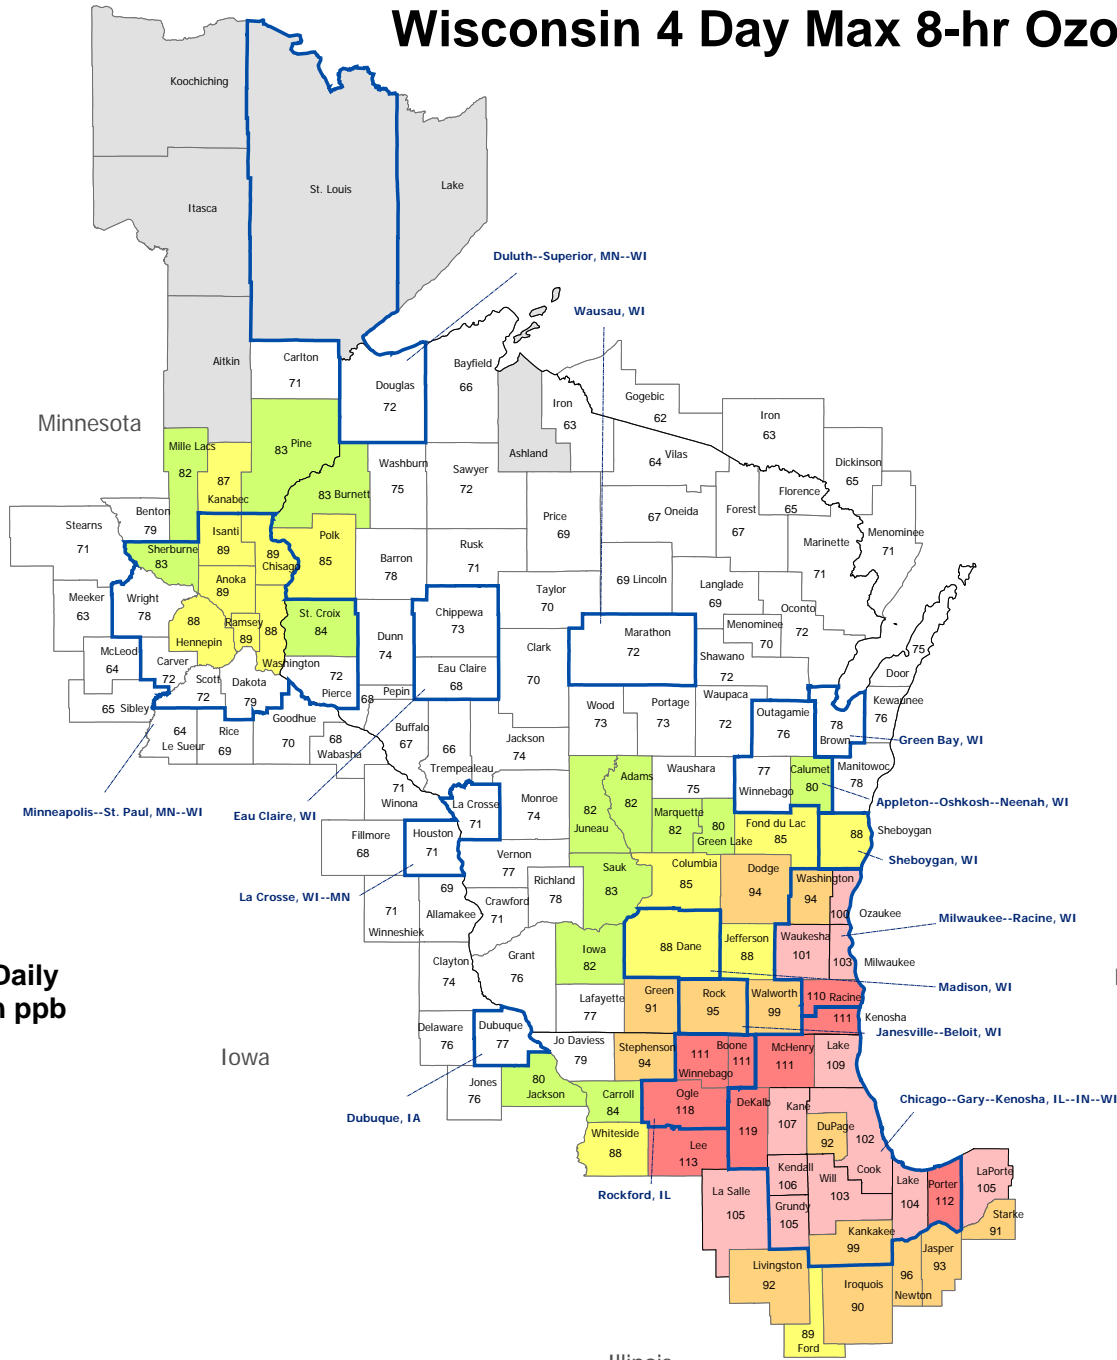 Wisconsin 4 Day Max 8-hr Ozo
Koochiching
St. Louis
Lake
Itasca
Duluth--Superior, MN--WI
Wausau, WI
Aitkin
Carlton
71
Bayfield
66
Douglas
72
Minnesota
Iron
63
Gogebic
62
Iron
63
Ashland
Mille Lacs
82
87
Kanabec
83 Pine
83 Burnett
Washburn
75
Sawyer
72
64 Vilas
Dickinson
65
Florence
65
Stearns
71
Benton
79
Isanti
89
89
Chisago
Polk
85
Price
69
67 Oneida
Forest
67
Menominee
71
Marinette
71
Sherburne
83
Barron
78
Rusk
71
Anoka
89
Taylor
70
69 Lincoln
Langlade
69
Meeker
63
Wright
78
88
Hennepin
Ramsey
89
88
Washington
St. Croix
84
Chippewa
73
Oconto
72
Menominee
70
McLeod
64
Carver
72
Dunn
74
Clark
70
Marathon
72
Shawano
72
75
Door
Scott
72
Dakota
79
72
Pierce
Eau Claire
68
65 Sibley
68
Pepin
Wood
73
Portage
73
Waupaca
72
Outagamie
76
78
Brown
Kewaunee
76
64
Le Sueur
Rice
69
Goodhue
70
68
Wabasha
Buffalo
67
66
Trempealeau
Jackson
74
Green Bay, WI
Minneapolis--St. Paul, MN--WI
Eau Claire, WI
71
Winona
La Crosse
71
Monroe
74
Adams
82
82
Juneau
Waushara
75
77
Winnebago
Calumet
80
Manitowoc
78
Appleton--Oshkosh--Neenah, WI
Marquette
82
80
Green Lake
Fond du Lac
85
88
Sheboygan
Fillmore
68
Houston
71
Sheboygan, WI
Vernon
77
Richland
78
Sauk
83
Columbia
85
Dodge
94
Washington
94
100
Ozaukee
La Crosse, WI--MN
69
Allamakee
Crawford
71
71
Winneshiek
Milwaukee--Racine, WI
Clayton
74
Grant
76
Iowa
82
88 Dane
Jefferson
88
Waukesha
101
103
Milwaukee
Daily
n ppb
Madison, WI
Lafayette
77
Green
91
Rock
95
Walworth
99
110 Racine
111
Kenosha
Janesville--Beloit, WI
Delaware
76
Dubuque
77
Iowa
Jo Daviess
79
Stephenson
94
111
Winnebago
Boone
111
McHenry
111
Lake
109
Jones
76
80
Jackson
Carroll
84
Ogle
118
DeKalb
119
Kane
107
Chicago--Gary--Kenosha, IL--IN--WI
Dubuque, IA
DuPage
92
102
Cook
Whiteside
88
Lee
113
Rockford, IL
La Salle
105
Kendall
106
Will
103
Grundy
105
Lake
104
Porter
112
LaPorte
105
Starke
91
Kankakee
99
Jasper
93
Livingston
92
Iroquois
90
96
Newton
89
Ford
Illinois